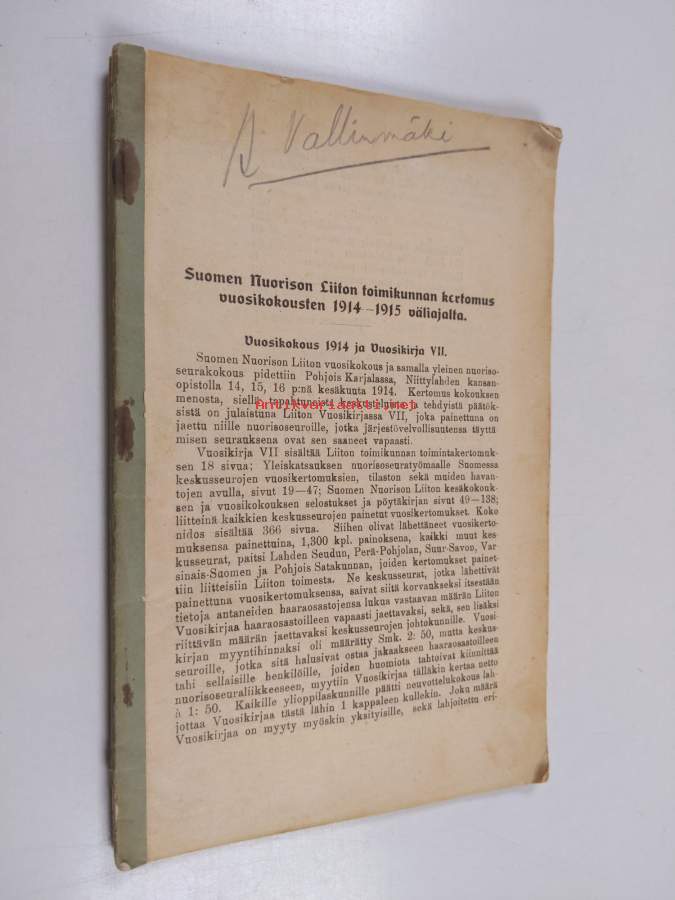 A. Vallinmäki
Suomen Nuorison Liiton toimikunnan kertomus
vuosikokousten 1914—1915 väliajalta.
Vuosikokous 1914 ja Vuosikirja VII.
Suomen Nuorison Liiton vuosikokous ja samalla yleinen nuoriso-
seurakokous pidettiin Pohjois Karjalassa, Niittylahden kansan-
opistolla 14, 15, 16 p:nä kesäkuuta 1914. Kertomus kokouksen
menosta, siellä tapahtuneista keskusteluista ja tehdyistä päätök-
sistä on julaistuna Liiton Vuosikirjassa VII, joka painettuna on
jaettu niille nuorisoseuroille, jotka järjestövelvollisuutensa täyttä
misen seurauksena ovat sen saaneet vapaasti.
Vuosikirja VII sisältää Liiton toimikunnan toimintakertomuk-
sen 18 sivua; Yleiskatsauksen nuorisoseuratyömaalle Suomessa
keskusseurojen vuosikertomuksien, tilaston sekä muiden havan-
tojen avulla, sivut 19—47; Suomen Nuorison Liiton kesäkokouk-
sen ja vuosikokouksen selostukset ja pöytäkirjan sivut 49—138;
liitteinä kaikkien keskusseurojen painetut vuosikertomukset. Koko
nidos sisältää 366 sivua. Siihen olivat lähettäneet vuosikerto-
muksensa painettuina, 1,300 kpl. painoksena, kaikki muut kes-
kusseurat, paitsi Lahden Seudun, Perä-Pohjolan, Suur-Savon, Var
sinais-Suomen ja Pohjois Satakunnan, joiden kertomukset painet-
tiin liitteisiin Liiton toimesta. Ne keskusseurat, jotka lähettivät
painettuna vuosikertomuksensa, saivat siitä korvaukseksi itsestään
tietoja antaneiden haaraosastojensa lukua vastaavan määrän Liiton
Vuosikirjaa haaraosastoilleen vapaasti jaettavaksi, sekä, sen lisäksi
riittävän määrän jaettavaksi keskusseurojen johtokunnille. Vuosi-
kirjan myyntihinnaksi oli määrätty Smk. 2: 50, mutta keskus-
seuroille, jotka sitä halusivat ostaa jakaakseen haaraosastoilleen
tahi sellaisille henkilöille, joiden huomiota tahtoivat kiinnittää
nuorisoseuraliikkeeseen, myytiin Vuosikirjaa tälläkin kertaa netto
à 1: 50. Kaikille ylioppilaskunnille päätti neuvottelukokous lah-
jottaa Vuosikirjaa tästä lähin 1 kappaleen kullekin. Joku määrä
Vuosikirjaa on myyty myöskin yksityisille, sekä lahjoitettu eri-
Antikvariaatti.net